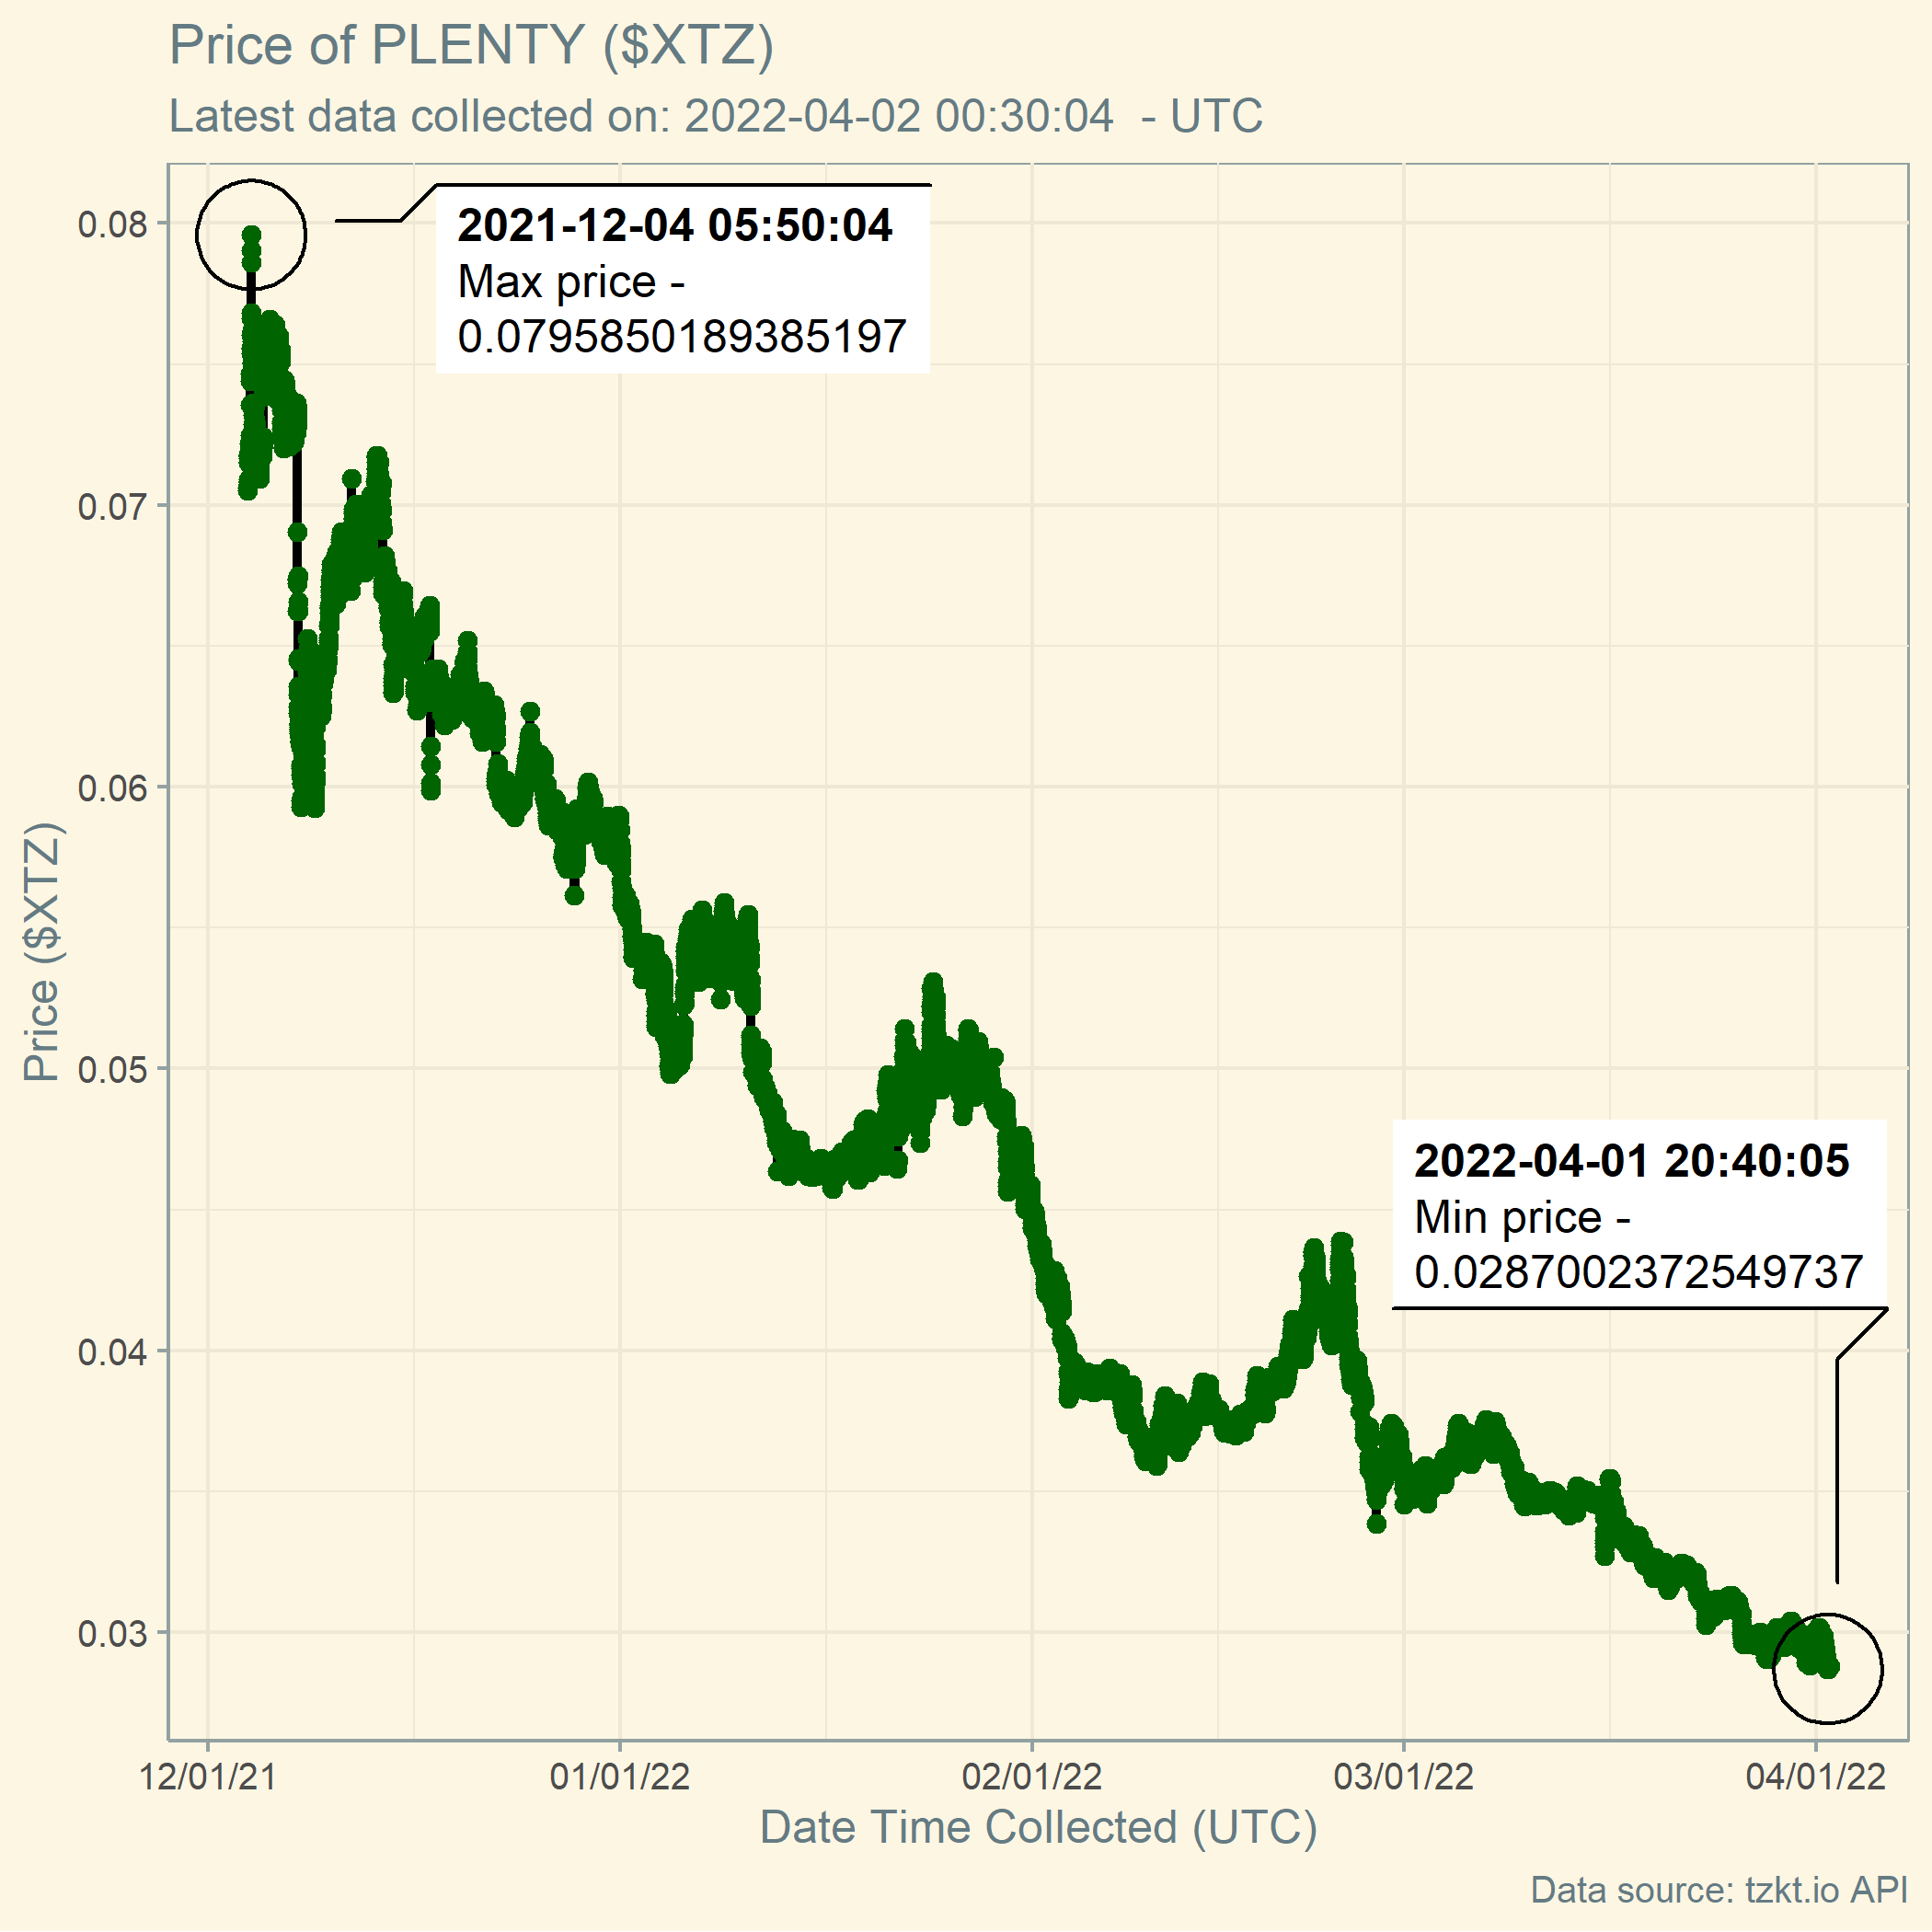 Price of PLENTY ($XTZ)
Latest data collected on: 2022-04-02 00:30:04  - UTC
2021-12-04 05:50:04
Max price -
0.0795850189385197
2022-04-01 20:40:05
Min price -
0.0287002372549737
Price ($XTZ)
0.08
0.07
0.06
0.05
0.04
0.03
12/01/21
01/01/22
02/01/22
03/01/22
04/01/22
Date Time Collected (UTC)
Data source: tzkt.io API